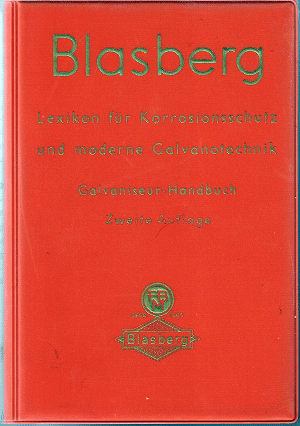 Blasberg
Lexikon für Korrosionsschutz
und moderne Galvanotechnik
Galvaniseur-Handbuch
Zweite Auflage
Blasberg